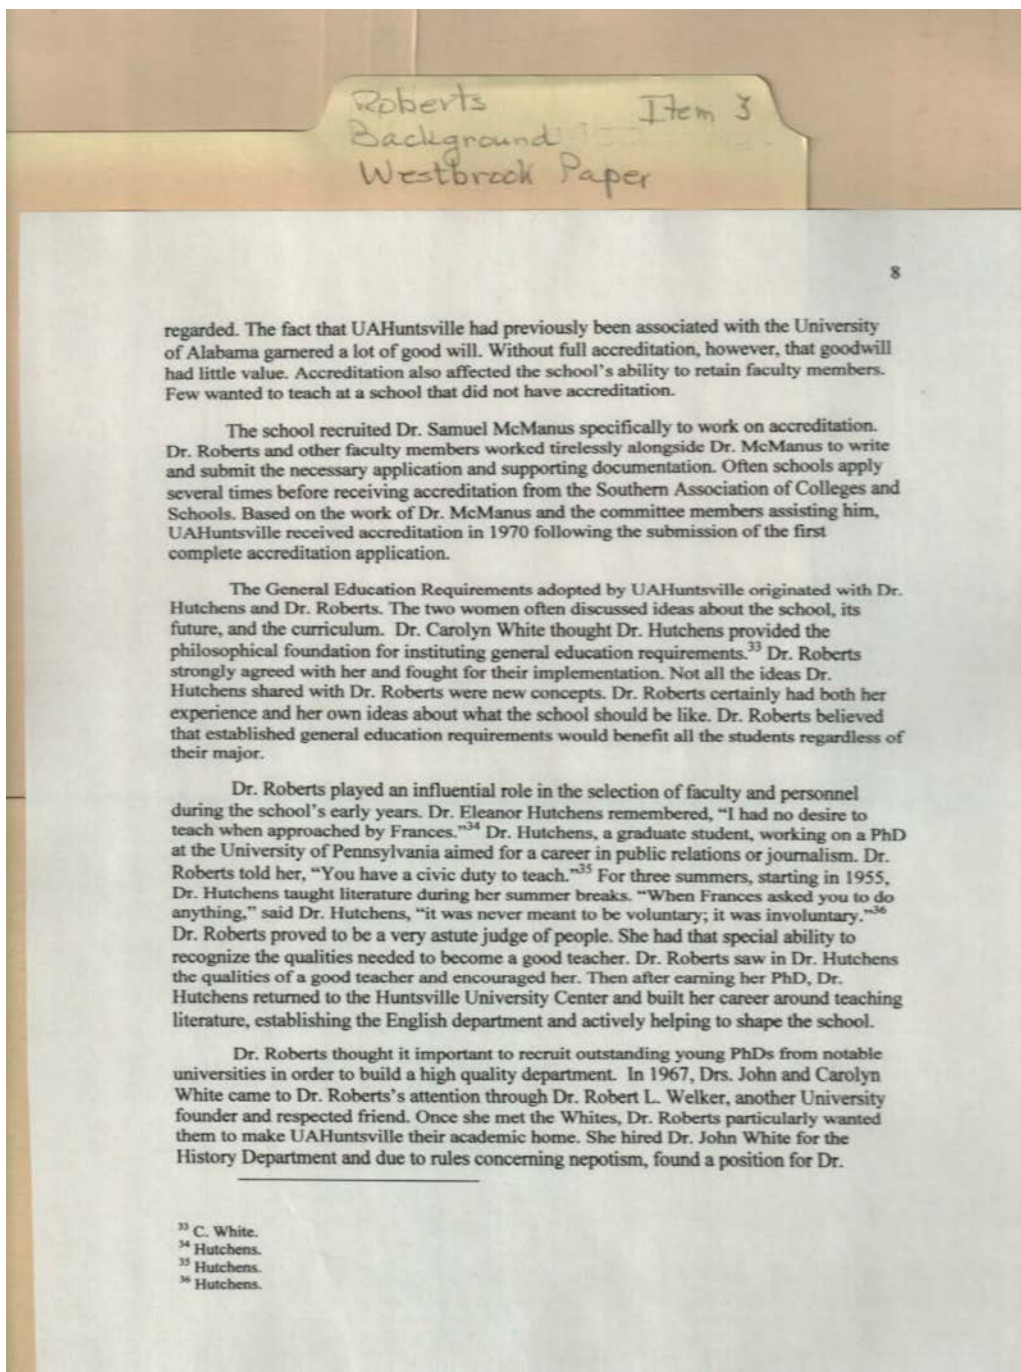 Roberts Item 3
Background
Westbrook Paper
8
regarded. The fact that UAHuntsville had previously been associated with the University
of Alabama garnered a lot of good will. Without full accreditation, however, that goodwill
had little value. Accreditation also affected the school's ability to retain faculty members.
Few wanted to teach at a school that did not have accreditation.
The school recruited Dr. Samuel McManus specifically to work on accreditation.
Dr. Roberts and other faculty members worked tirelessly alongside Dr. McManus to write
and submit the necessary application and supporting documentation. Often schools apply
several times before receiving accreditation from the Southern Association of Colleges and
Schools. Based on the work of Dr. McManus and the committee members assisting him,
UAHuntsville received accreditation in 1970 following the submission of the first
complete accreditation application.
The General Education Requirements adopted by UAHuntsville originated with Dr.
Hutchens and Dr. Roberts. The two women often discussed ideas about the school, its
future, and the curriculum. Dr. Carolyn White thought Dr. Hutchens provided the
philosophical foundation for instituting general education requirements.³³ Dr. Roberts
strongly agreed with her and fought for their implementation. Not all the ideas Dr.
Hutchens shared with Dr. Roberts were new concepts. Dr. Roberts certainly had both her
experience and her own ideas about what the school should be like. Dr. Roberts believed
that established general education requirements would benefit all the students regardless of
their major.
Dr. Roberts played an influential role in the selection of faculty and personnel
during the school's early years. Dr. Eleanor Hutchens remembered, “I had no desire to
teach when approached by Frances.”³⁴ Dr. Hutchens, a graduate student, working on a PhD
at the University of Pennsylvania aimed for a career in public relations or journalism. Dr.
Roberts told her, “You have a civic duty to teach.”³⁵ For three summers, starting in 1955,
Dr. Hutchens taught literature during her summer breaks. “When Frances asked you to do
anything,” said Dr. Hutchens, “it was never meant to be voluntary; it was involuntary.”³⁶
Dr. Roberts proved to be a very astute judge of people. She had that special ability to
recognize the qualities needed to become a good teacher. Dr. Roberts saw in Dr. Hutchens
the qualities of a good teacher and encouraged her. Then after earning her PhD, Dr.
Hutchens returned to the Huntsville University Center and built her career around teaching
literature, establishing the English department and actively helping to shape the school.
Dr. Roberts thought it important to recruit outstanding young PhDs from notable
universities in order to build a high quality department. In 1967, Drs. John and Carolyn
White came to Dr. Roberts's attention through Dr. Robert L. Welker, another University
founder and respected friend. Once she met the Whites, Dr. Roberts particularly wanted
them to make UAHuntsville their academic home. She hired Dr. John White for the
History Department and due to rules concerning nepotism, found a position for Dr.
³³ C. White.
³⁴ Hutchens.
³⁵ Hutchens.
³⁶ Hutchens.